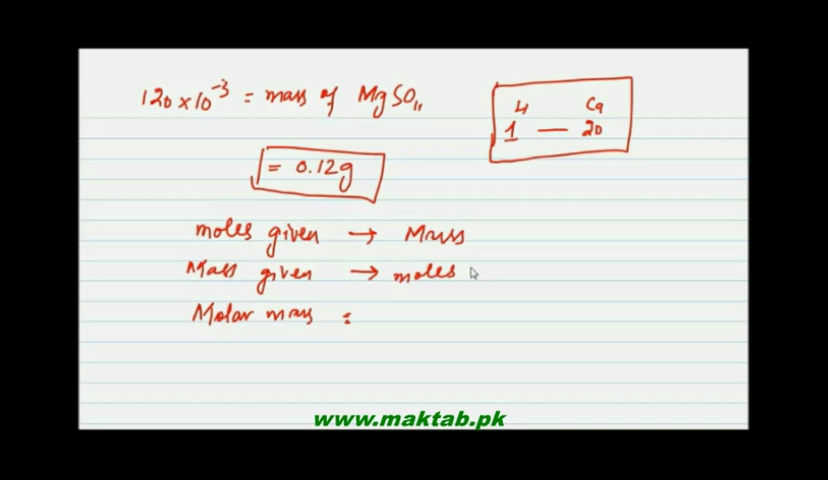 120 × 10⁻³ = mass of MgSO₄
H Ca
1 — 20
= 0.12g
moles given → Mass
Mass given → moles
Molar mass =
www.maktab.pk